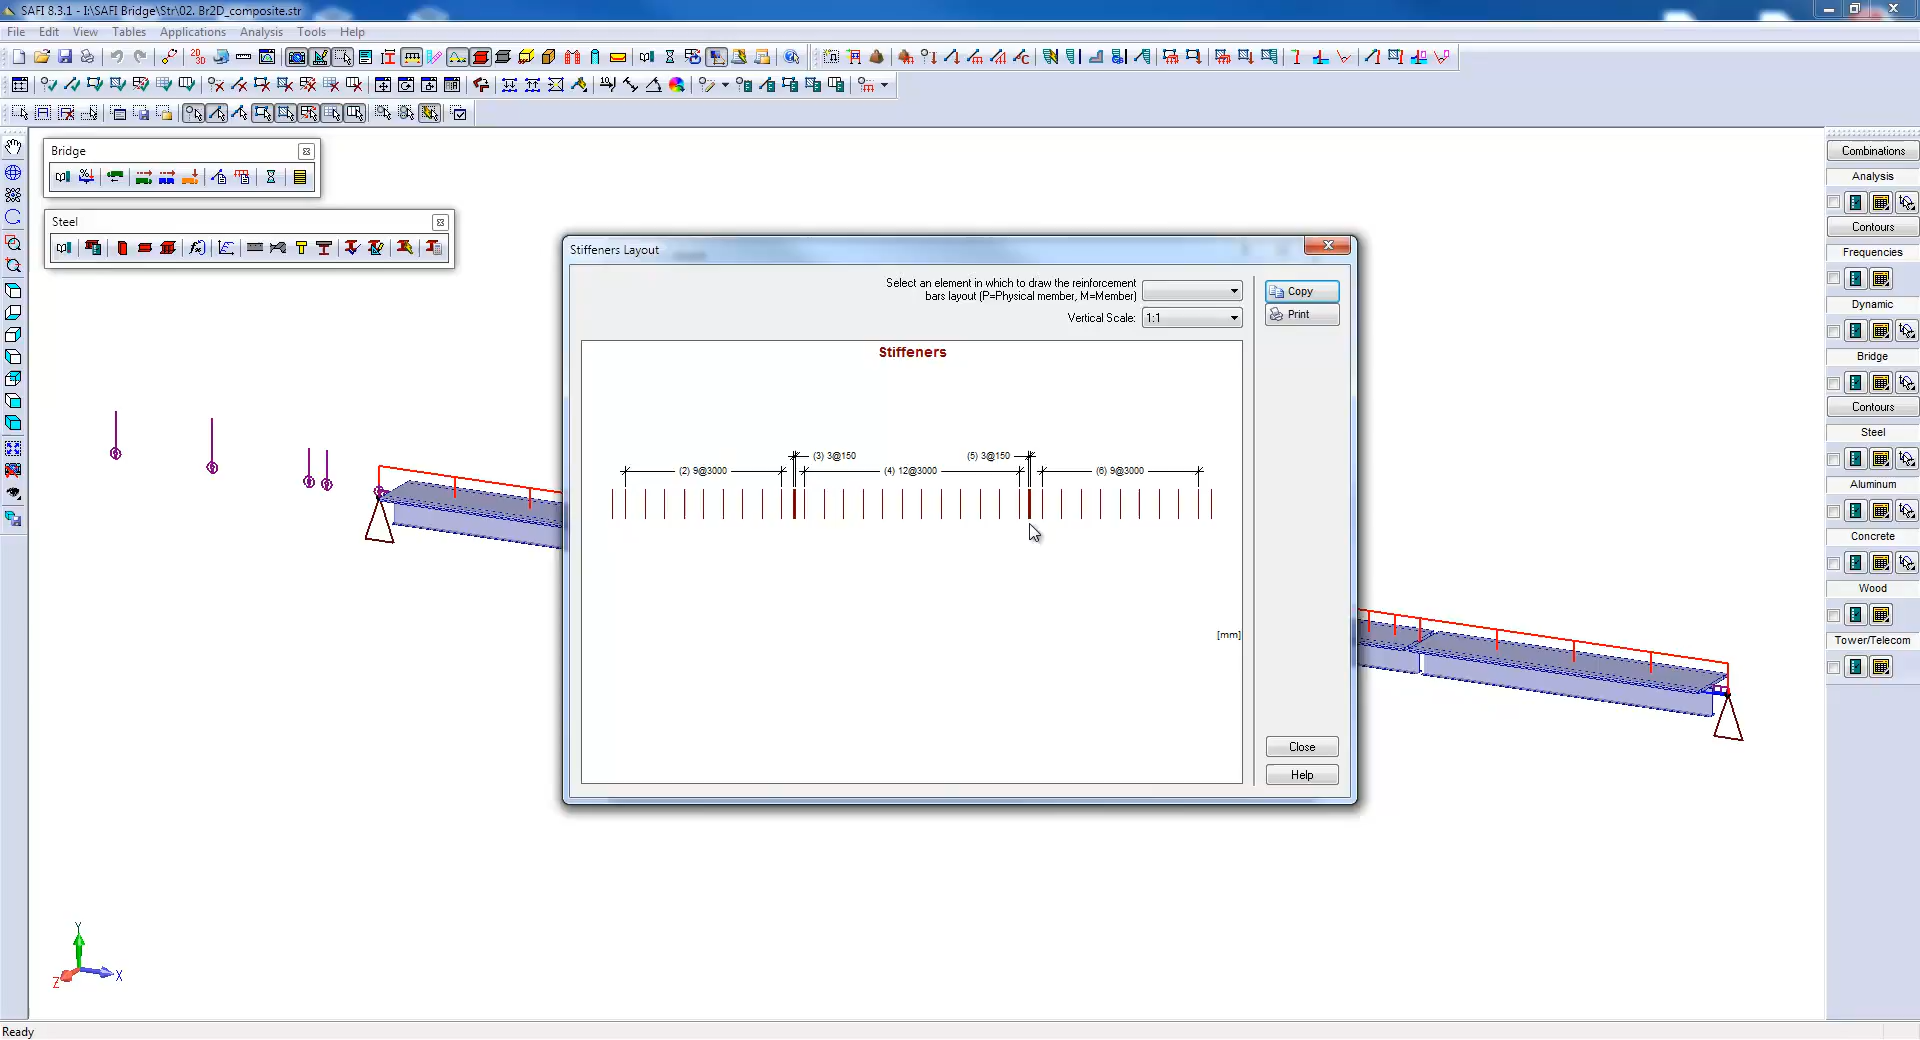 SAFI 8.3.1 - I:\SAFI Bridge\Str\02. Br2D_composite.str
File Edit View Tables Applications Analysis Tools Help
Bridge
Steel
Stiffeners Layout
Select an element in which to draw the reinforcement
bars layout (P=Physical member, M=Member)
Vertical Scale: 1:1
Copy
Print
Stiffeners
(3) 3@150
(5) 3@150
(2) 9@3000
(4) 12@3000
(6) 9@3000
[mm]
Close
Help
Combinations
Analysis
Contours
Frequencies
Dynamic
Bridge
Contours
Steel
Aluminum
Concrete
Wood
Tower/Telecom
Y
X
Z
Ready